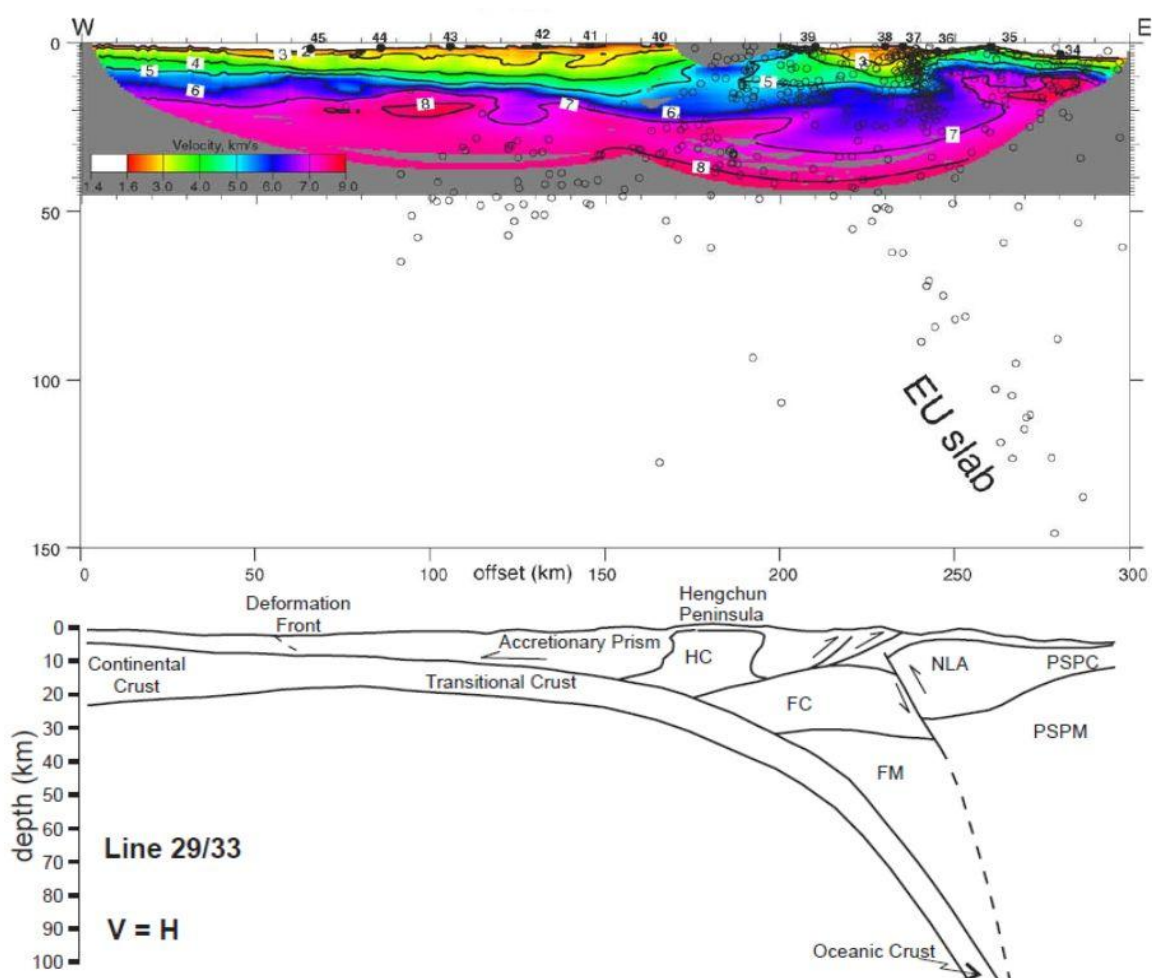 W
E
45 44 43 42 41 40 39 38 37 36 35 34
0
50
100
150
3
2
4
5
6
8
7
6
5
3
7
8
Velocity, km/s
1.4 1.6 3.0 4.0 5.0 6.0 7.0 8.0
EU slab
0 50 100 offset (km) 150 200 250 300
Deformation
Front
Hengchun
Peninsula
Accretionary Prism
Continental
Crust
Transitional Crust
HC
FC
FM
NLA
PSPC
PSPM
Oceanic Crust
depth (km)
0
10
20
30
40
50
60
70
80
90
100
Line 29/33
V = H